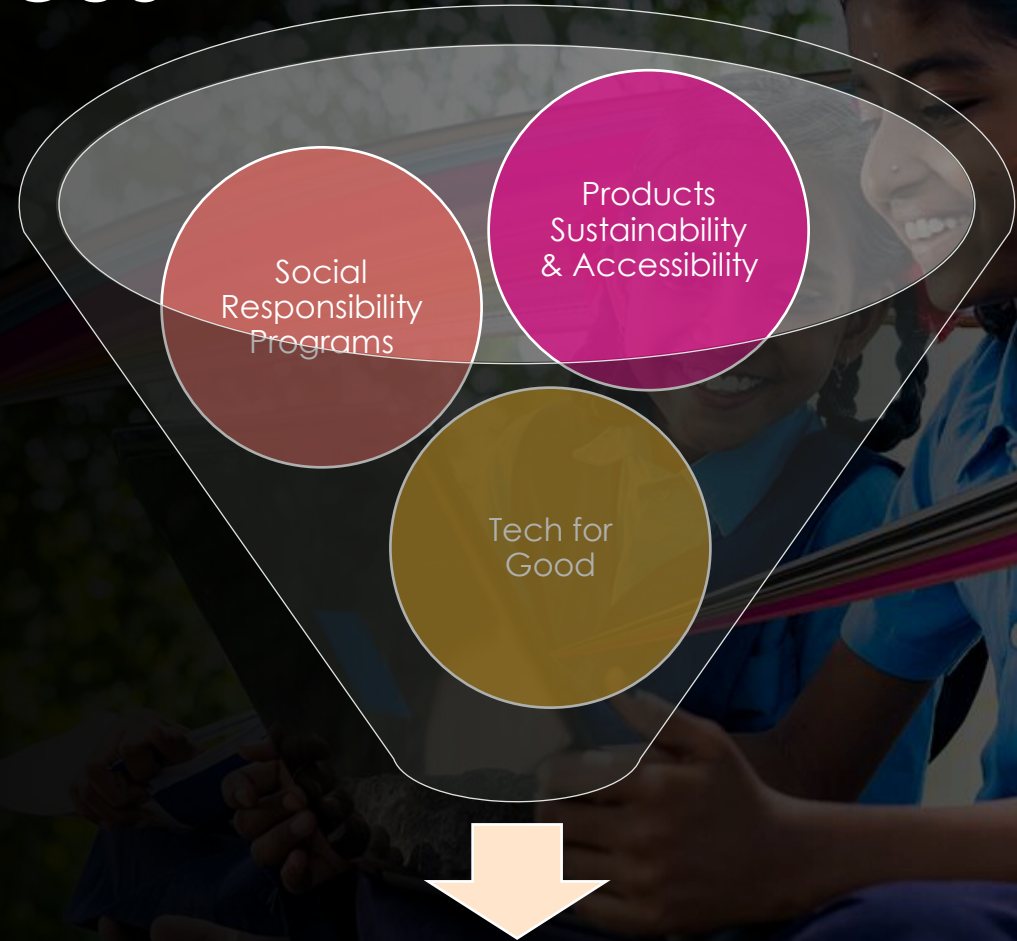 Social
Responsibility
Programs
Products
Sustainability
& Accessibility
Tech for
Good